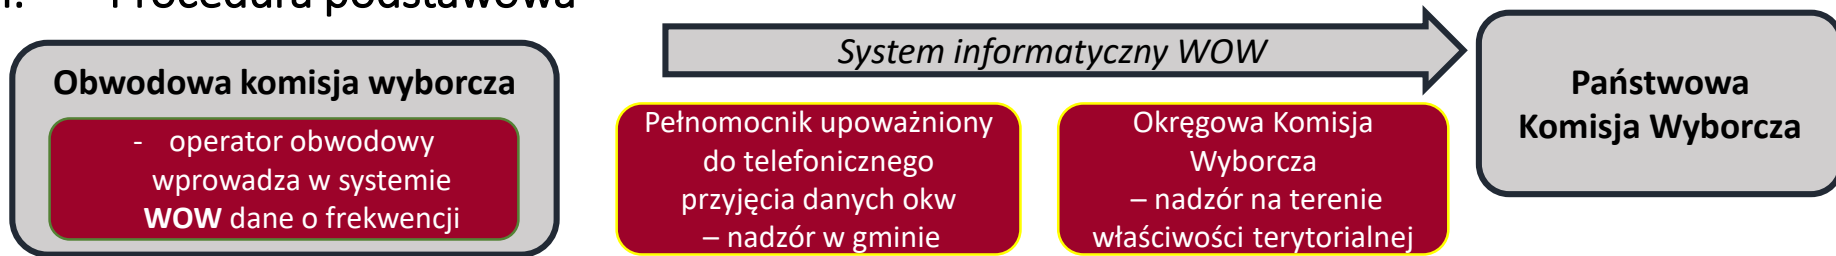 Procedura podstawowa
Obwodowa komisja wyborcza
- operator obwodowy
wprowadza w systemie
WOW dane o frekwencji
System informatyczny WOW
Pełnomocnik upoważniony
do telefonicznego
przyjęcia danych okw
– nadzór w gminie
Okręgowa Komisja
Wyborcza
– nadzór na terenie
właściwości terytorialnej
Państwowa
Komisja Wyborcza